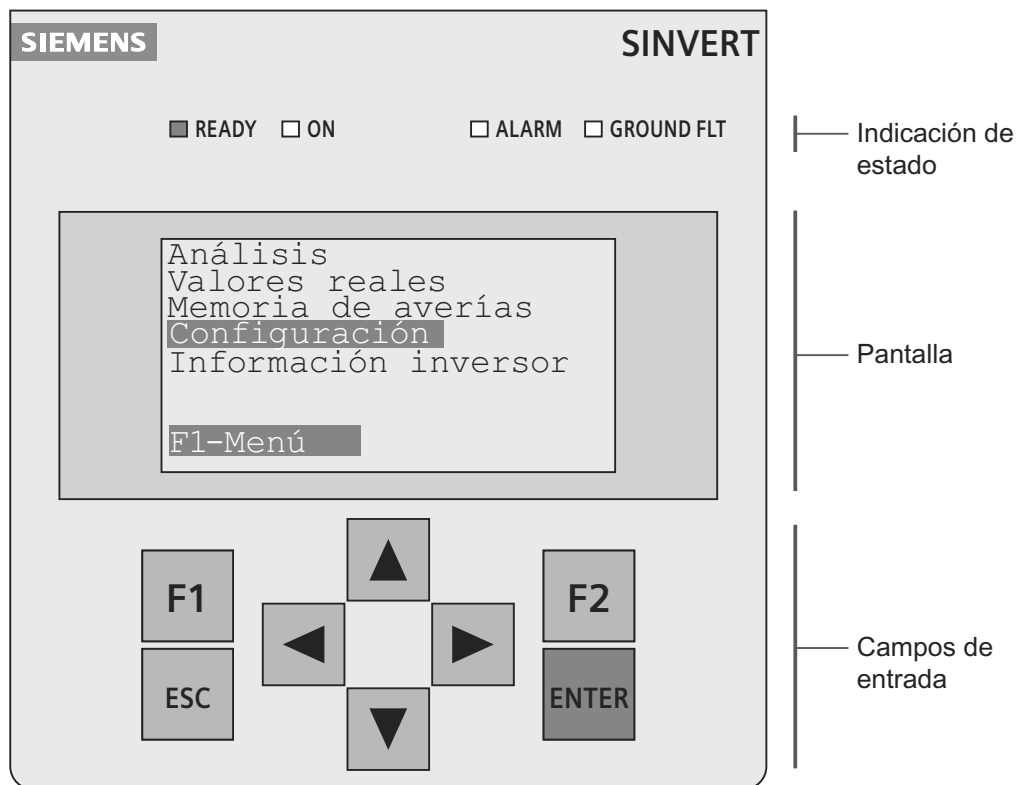 SIEMENS
SINVERT
READY ON ALARM GROUND FLT
Indicación de
estado
Análisis
Valores reales
Memoria de averías
Configuración
Información inversor
F1-Menú
Pantalla
F1
F2
ESC
ENTER
Campos de
entrada